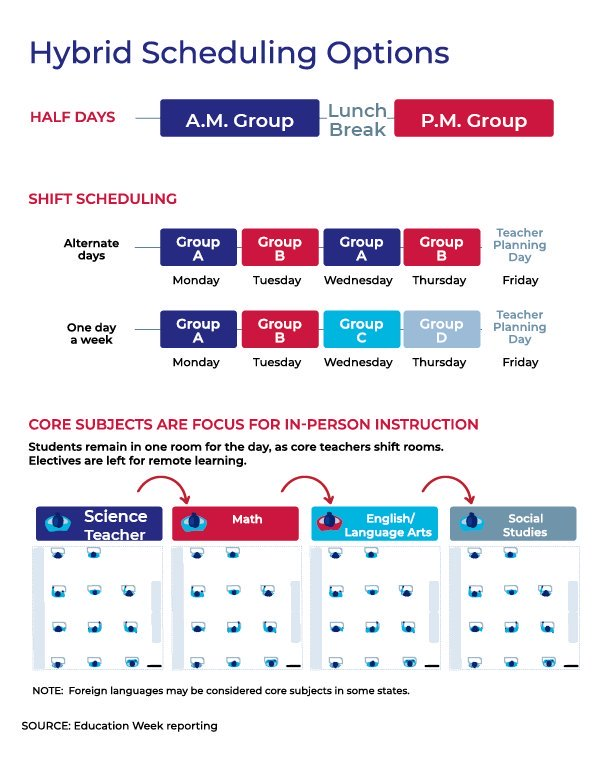 Hybrid Scheduling Options
HALF DAYS
A.M. Group
Lunch
Break
P.M. Group
SHIFT SCHEDULING
Alternate
days
Group
A
Group
B
Group
A
Group
B
Teacher
Planning
Day
Monday
Tuesday
Wednesday
Thursday
Friday
One day
a week
Group
A
Group
B
Group
C
Group
D
Teacher
Planning
Day
Monday
Tuesday
Wednesday
Thursday
Friday
CORE SUBJECTS ARE FOCUS FOR IN-PERSON INSTRUCTION
Students remain in one room for the day, as core teachers shift rooms.
Electives are left for remote learning.
Science
Teacher
Math
English/
Language Arts
Social
Studies
NOTE: Foreign languages may be considered core subjects in some states.
SOURCE: Education Week reporting